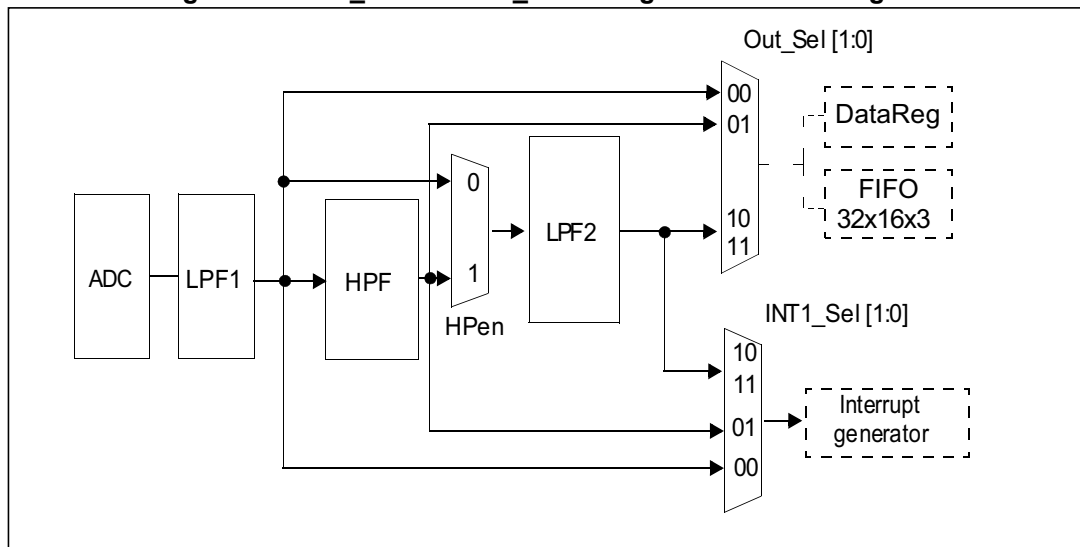 Out_Sel [1:0]
00
01
DataReg
0
FIFO
32x16x3
ADC
LPF1
HPF
LPF2
10
11
1
HPen
INT1_Sel [1:0]
10
11
01
00
Interrupt
generator